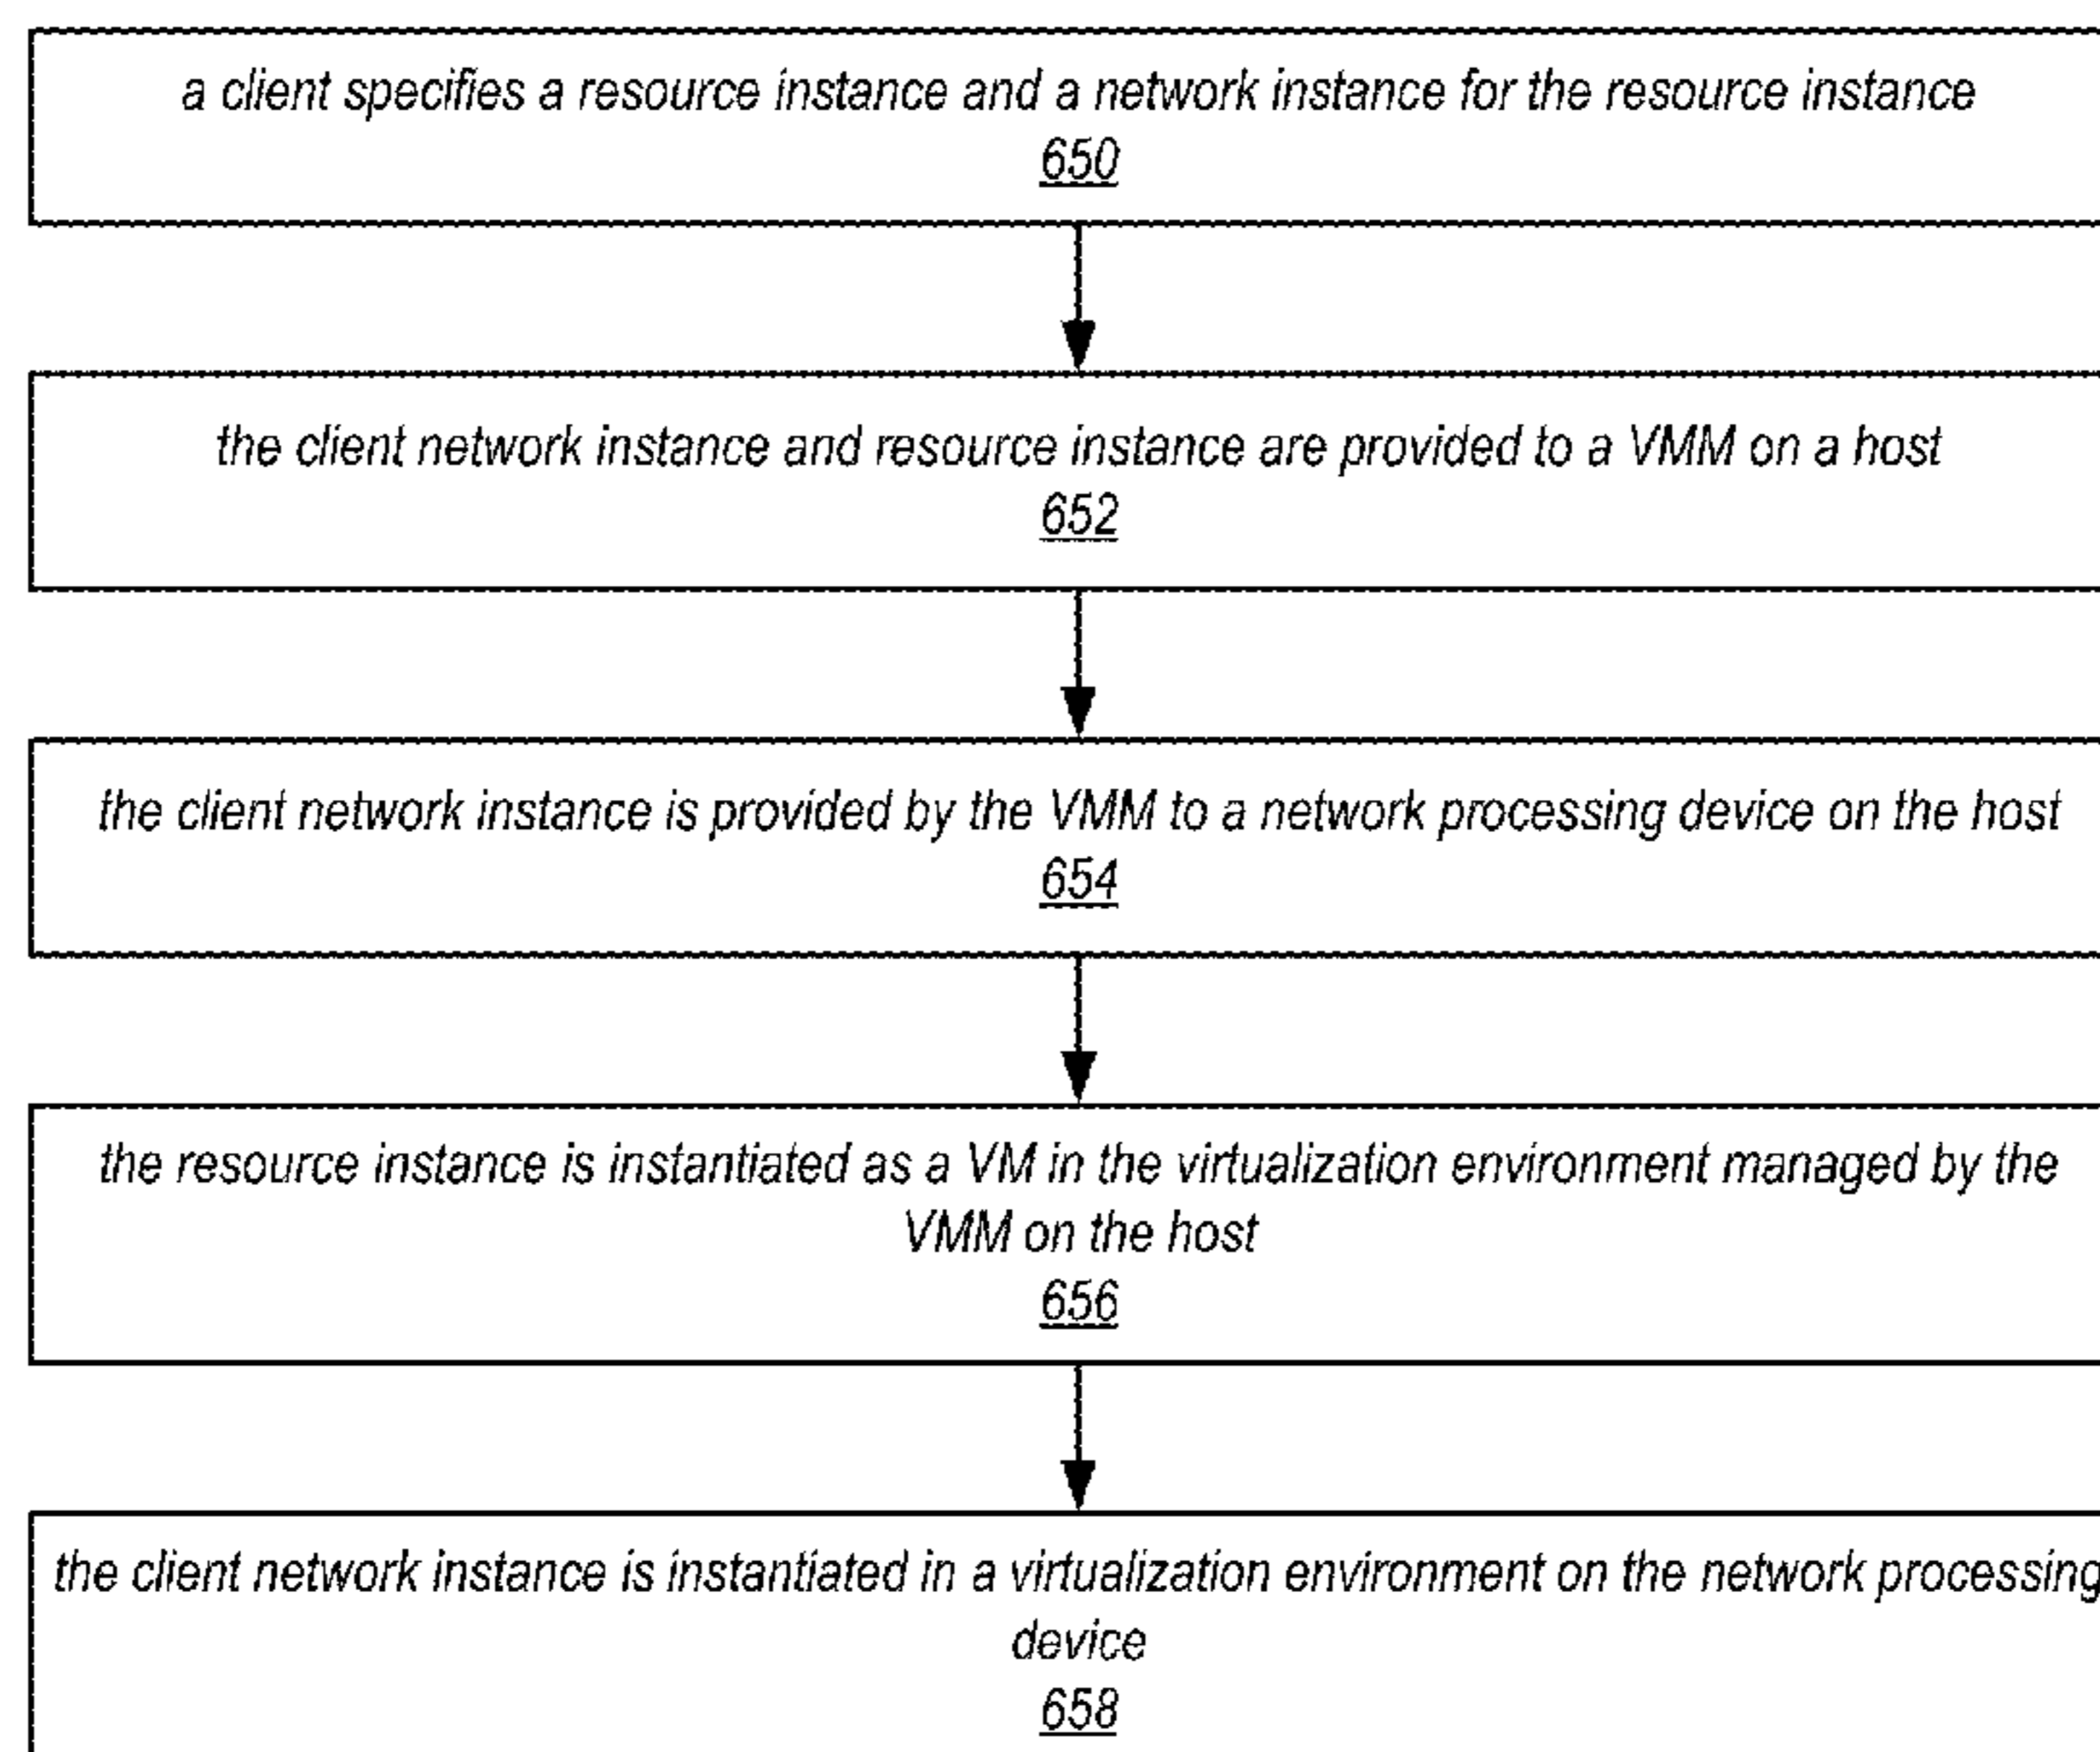 a client specifies a resource instance and a network instance for the resource instance
650
the client network instance and resource instance are provided to a VMM on a host
652
the client network instance is provided by the VMM to a network processing device on the host
654
the resource instance is instantiated as a VM in the virtualization environment managed by the
VMM on the host
656
the client network instance is instantiated in a virtualization environment on the network processing
device
658